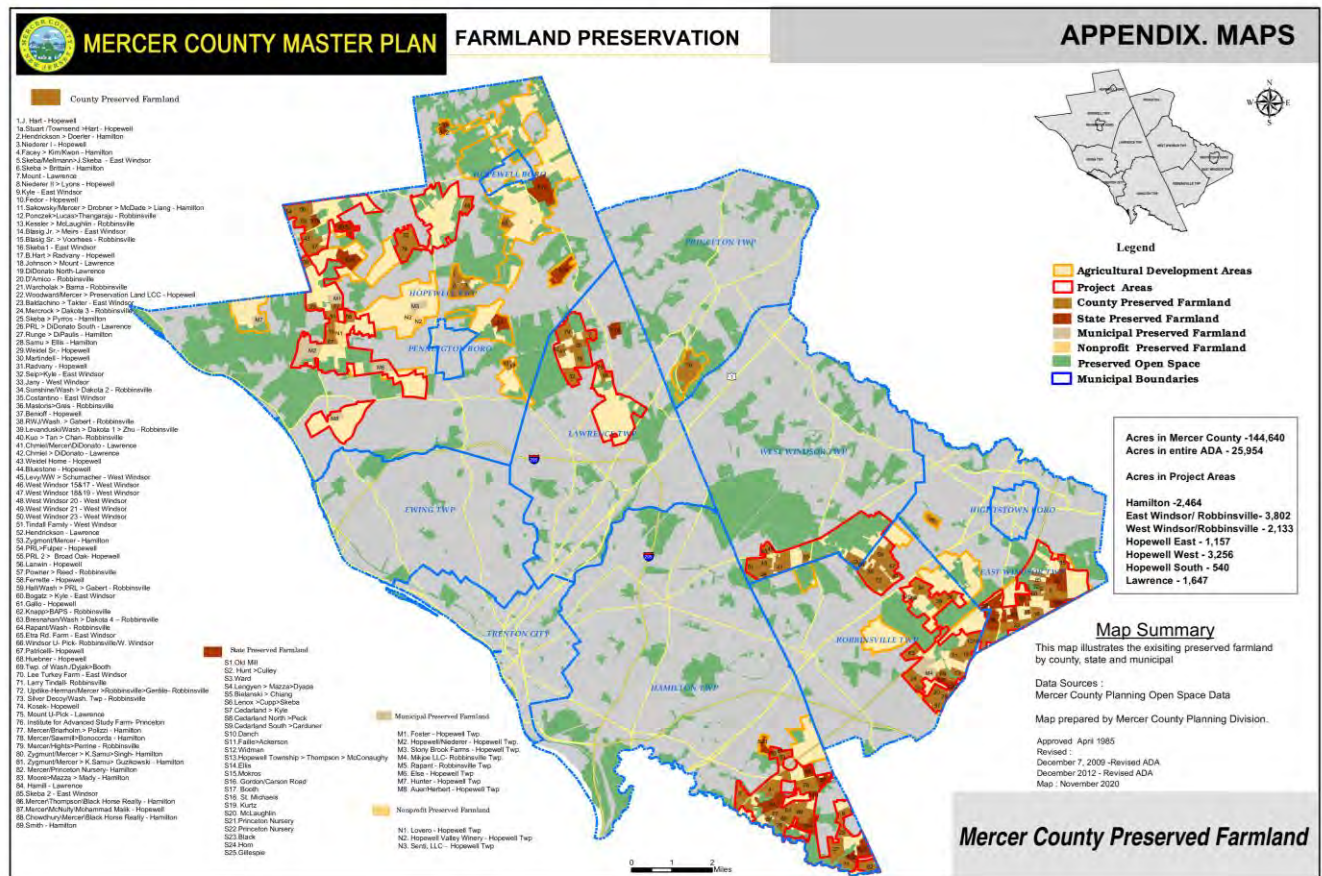 MERCER COUNTY MASTER PLAN
FARMLAND PRESERVATION
APPENDIX. MAPS
County Preserved Farmland
1.J. Hart - Hopewell
1a.Stuart /Townsend >Hart - Hopewell
2.Hendrickson > Doerler - Hamilton
3.Niederer I - Hopewell
4.Facey > Kim/Kwon - Hamilton
5.Skeba/Mellmann>J.Skeba - East Windsor
6.Skeba > Brittain - Hamilton
7.Mount - Lawrence
8.Niederer II > Lyons - Hopewell
9.Kyle - East Windsor
10.Fedor - Hopewell
11.Sakowsky/Mercer > Drobner > McDade > Liang - Hamilton
12.Ponczek>Lucas>Thangaraju - Robbinsville
13.Kessler > McLaughlin - Robbinsville
14.Blasig Jr. > Meirs - East Windsor
15.Blasig Sr. > Voorhees - Robbinsville
16.Skeba1 - East Windsor
17.B.Hart > Radvany - Hopewell
18.Johnson > Mount - Lawrence
19.DiDonato North-Lawrence
20.D'Amico - Robbinsville
21.Warcholak > Bama - Robbinsville
22.Woodward/Mercer > Preservation Land LCC - Hopewell
23.Baldachino > Takter - East Windsor
24.Mercrock > Dakota 3 - Robbinsville
25.Skeba > Pyrros - Hamilton
26.PRL > DiDonato South - Lawrence
27.Runge > DiPaulis - Hamilton
28.Samu > Ellis - Hamilton
29.Weidel Sr.- Hopewell
30.Martindell - Hopewell
31.Radvany - Hopewell
32.Seip>Kyle - East Windsor
33.Jany - West Windsor
34.Sunshine/Wash > Dakota 2 - Robbinsville
35.Costantino - East Windsor
36.Mastoris>Gres - Robbinsville
37.Benioff - Hopewell
38.RWJ/Wash. > Gabert - Robbinsville
39.Levanduski/Wash > Dakota 1 > Zhu - Robbinsville
40.Kuo > Tan > Chan- Robbinsville
41.Chmiel/Mercer\DiDonato - Lawrence
42.Chmiel > DiDonato - Lawrence
43.Weidel Home - Hopewell
44.Bluestone - Hopewell
45.Levy/WW > Schumacher - West Windsor
46.West Windsor 15&17 - West Windsor
47.West Windsor 18&19 - West Windsor
48.West Windsor 20 - West Windsor
49.West Windsor 21 - West Windsor
50.West Windsor 23 - West Windsor
51.Tindall Family - West Windsor
52.Hendrickson - Lawrence
53.Zygmont/Mercer - Hamilton
54.PRL>Fulper - Hopewell
55.PRL 2 > Broad Oak- Hopewell
56.Lanwin - Hopewell
57.Powner > Reed - Robbinsville
58.Ferrette - Hopewell
59.Hall/Wash > PRL > Gabert - Robbinsville
60.Bogatz > Kyle - East Windsor
61.Gallo - Hopewell
62.Knapp>BAPS - Robbinsville
63.Bresnahan/Wash > Dakota 4 – Robbinsville
64.Rapant/Wash - Robbinsville
65.Etra Rd. Farm - East Windsor
66.Windsor U- Pick- Robbinsville/W. Windsor
67.Patricelli- Hopewell
68.Huebner - Hopewell
69.Twp. of Wash./Dyjak>Booth
70. Lee Turkey Farm - East Windsor
71. Larry Tindall- Robbinsville
72. Updike-Herman/Mercer >Robbinsville>Gentile- Robbinsville
73. Silver Decoy/Wash. Twp - Robbinsville
74. Kosek- Hopewell
75. Mount U-Pick - Lawrence
76. Institute for Advanced Study Farm- Princeton
77. Mercer/Briarholm.> Polizzi - Hamilton
78. Mercer/Sawmill>Bonocorda - Hamilton
79. Mercer/Hights>Perrine - Robbinsville
80. Zygmunt/Mercer > K.Samu>Singh- Hamilton
81. Zygmunt/Mercer > K.Samu> Guzikowski - Hamilton
82. Mercer/Princeton Nursery- Hamilton
83. Moore>Mazza > Mady - Hamilton
84. Hamill - Lawrence
85.Skeba 2 - East Windsor
86.Mercer\Thompson\Black Horse Realty - Hamilton
87.Mercer\McNulty\Mohammad Malik - Hopewell
88.Chowdhury\Mercer\Black Horse Realty - Hamilton
89.Smith - Hamilton
State Preserved Farmland
S1.Old Mill
S2. Hunt >Culley
S3.Ward
S4.Lengyen > Mazza>Dyapa
S5.Bielanski > Chiang
S6.Lenox >Cupp>Skeba
S7.Cedarland > Kyle
S8.Cedarland North >Peck
S9.Cedarland South >Carduner
S10.Danch
S11.Faille>Ackerson
S12.Widman
S13.Hopewell Township > Thompson > McConaughy
S14.Ellis
S15.Mokros
S16. Gordon/Carson Road
S17. Booth
S18. St. Michaels
S19. Kurtz
S20. McLaughlin
S21.Princeton Nursery
S22.Princeton Nursery
S23.Black
S24.Hom
S25.Gillespie
Municipal Preserved Farmland
M1. Foster - Hopewell Twp.
M2. Hopewell/Nederer - Hopewell Twp.
M3. Stony Brook Farms - Hopewell Twp.
M4. Mikjoe LLC- Robbinsville Twp.
M5. Rapant - Robbinsville Twp
M6. Else - Hopewell Twp
M7. Hunter - Hopewell Twp
M8. Auer/Herbert - Hopewell Twp
Nonprofit Preserved Farmland
N1. Lovero - Hopewell Twp
N2. Hopewell Valley Winery - Hopewell Twp
N3. Senti, LLC - Hopewell Twp
HOPEWELL BORO
PRINCETON TWP
HOPEWELL TWP
PENNINGTON BORO
LAWRENCE TWP
WEST WINDSOR TWP
EWING TWP
HIGHTSTOWN BORO
EAST WINDSOR TWP
TRENTON CITY
ROBBINSVILLE TWP
HAMILTON TWP
0 1 2
Miles
N
W E
S
Legend
Agricultural Development Areas
Project Areas
County Preserved Farmland
State Preserved Farmland
Municipal Preserved Farmland
Nonprofit Preserved Farmland
Preserved Open Space
Municipal Boundaries
Acres in Mercer County -144,640
Acres in entire ADA - 25,954
Acres in Project Areas
Hamilton -2,464
East Windsor/ Robbinsville- 3,802
West Windsor/Robbinsville - 2,133
Hopewell East - 1,157
Hopewell West - 3,256
Hopewell South - 540
Lawrence - 1,647
Map Summary
This map illustrates the exisiting preserved farmland
by county, state and municipal
Data Sources :
Mercer County Planning Open Space Data
Map prepared by Mercer County Planning Division.
Approved April 1985
Revised :
December 7, 2009 -Revised ADA
December 2012 - Revised ADA
Map : November 2020
Mercer County Preserved Farmland